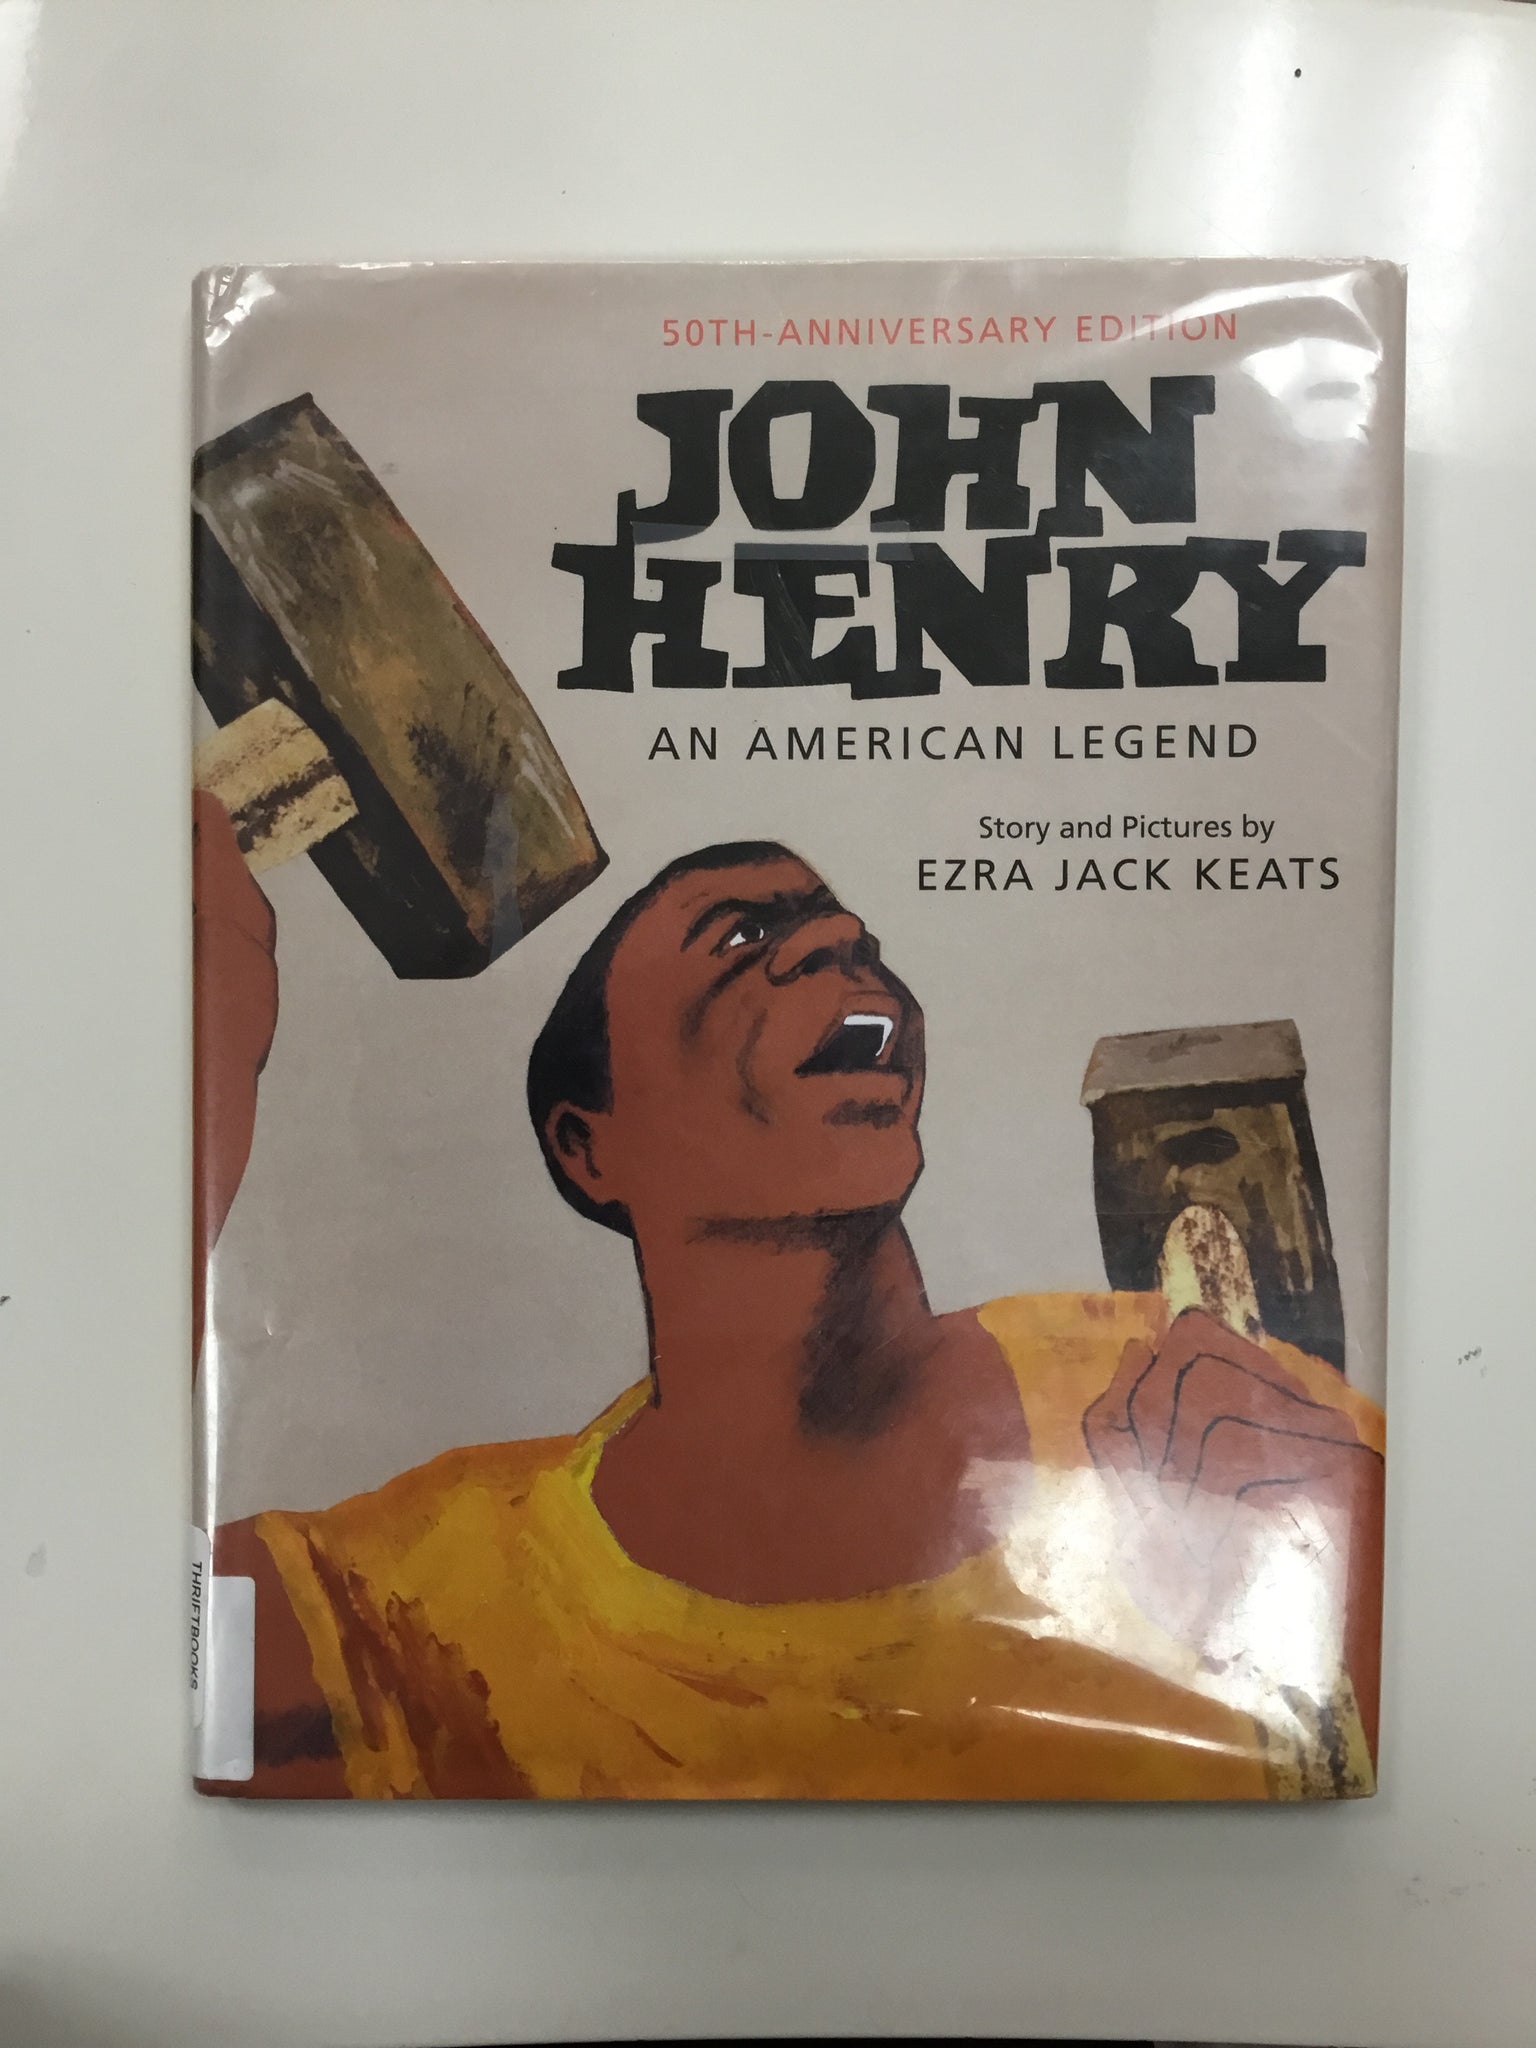 50TH-ANNIVERSARY EDITION
JOHN
HENRY
AN AMERICAN LEGEND
Story and Pictures by
EZRA JACK KEATS
THRIFTBOOKS